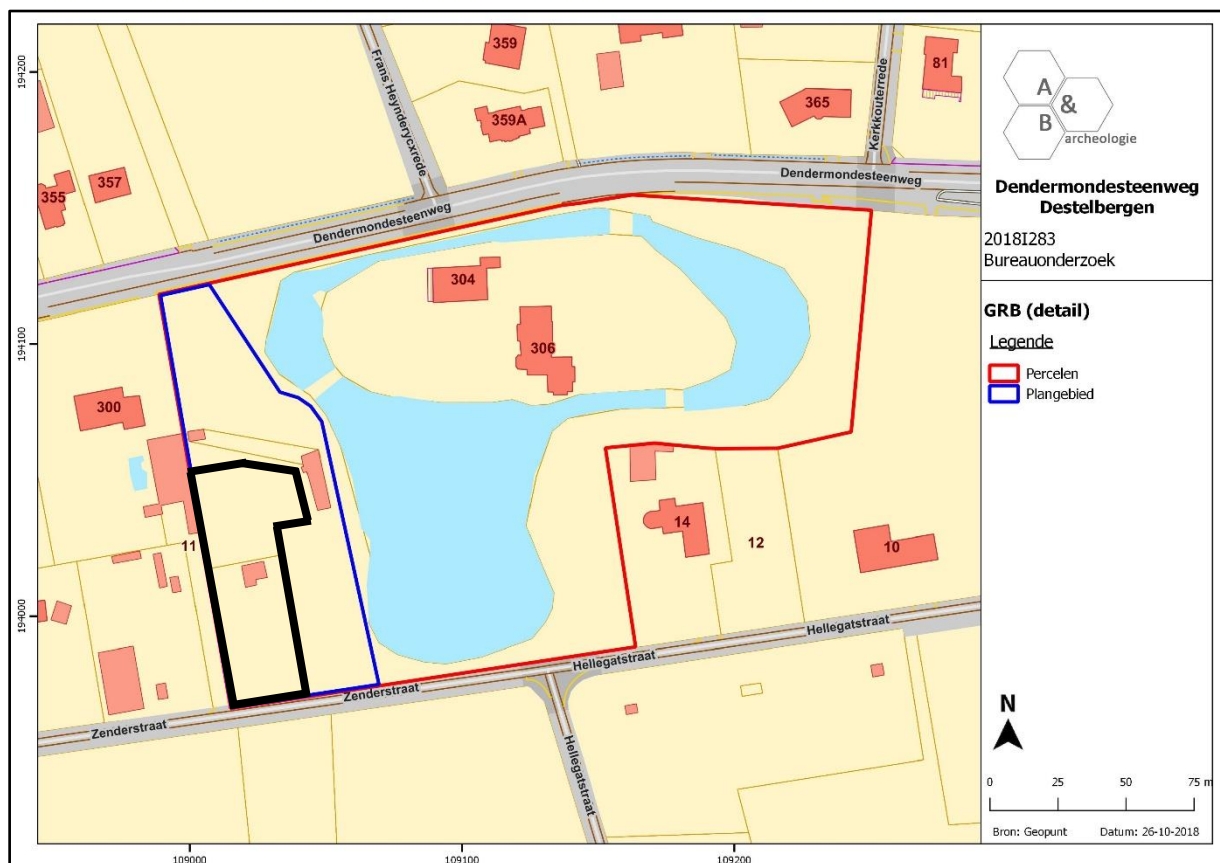 194200
194100
194000
109000
109100
109200
Frans Heynderycxrede
Kerkkouterrede
359
81
365
359A
355
357
Dendermondesteenweg
Dendermondesteenweg
304
306
300
14
12
10
11
Hellegatstraat
Hellegatstraat
Zenderstraat
Zenderstraat
Hellegatstraat
A
&
B
archeologie
Dendermondesteenweg
Destelbergen
2018I283
Bureauonderzoek
GRB (detail)
Legende
Percelen
Plangebied
N
0 25 50 75 m
Bron: Geopunt Datum: 26-10-2018